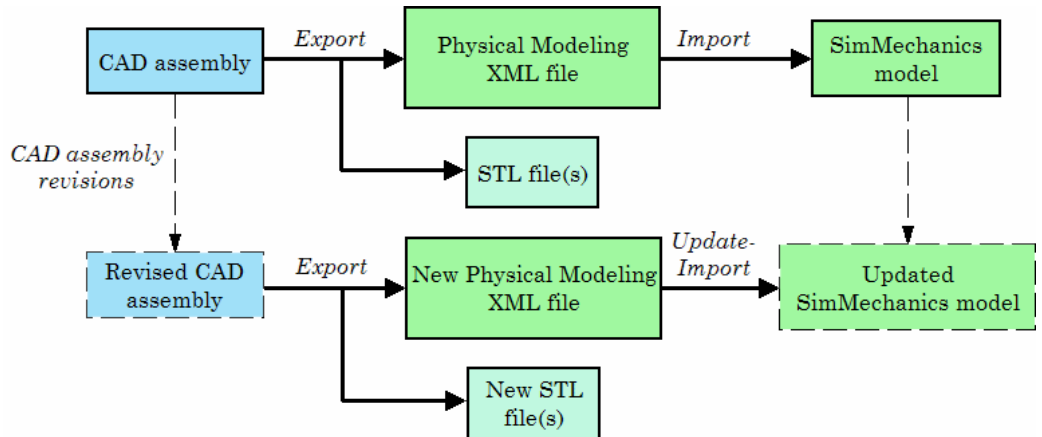 Export
Import
CAD assembly
Physical Modeling
XML file
SimMechanics
model
CAD assembly
revisions
STL file(s)
Revised CAD
assembly
Export
New Physical Modeling
XML file
Update-
Import
Updated
SimMechanics model
New STL
file(s)